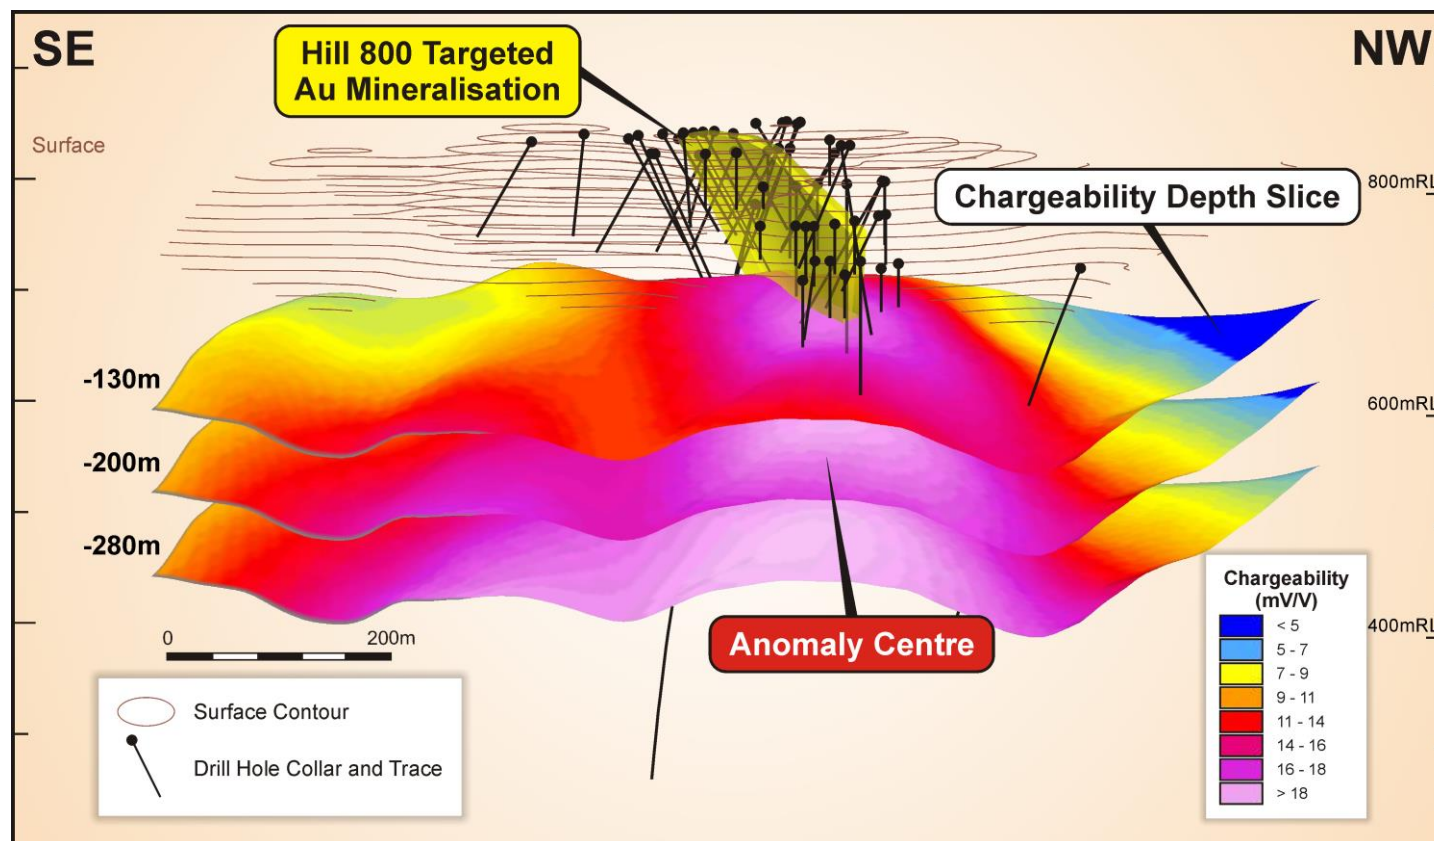 SE
NW
Hill 800 Targeted
Au Mineralisation
Surface
Chargeability Depth Slice
800mRL
-130m
600mRL
-200m
-280m
Chargeability
(mV/V)
< 5
5 - 7
7 - 9
9 - 11
11 - 14
14 - 16
16 - 18
> 18
400mRL
Anomaly Centre
0
200m
Surface Contour
Drill Hole Collar and Trace